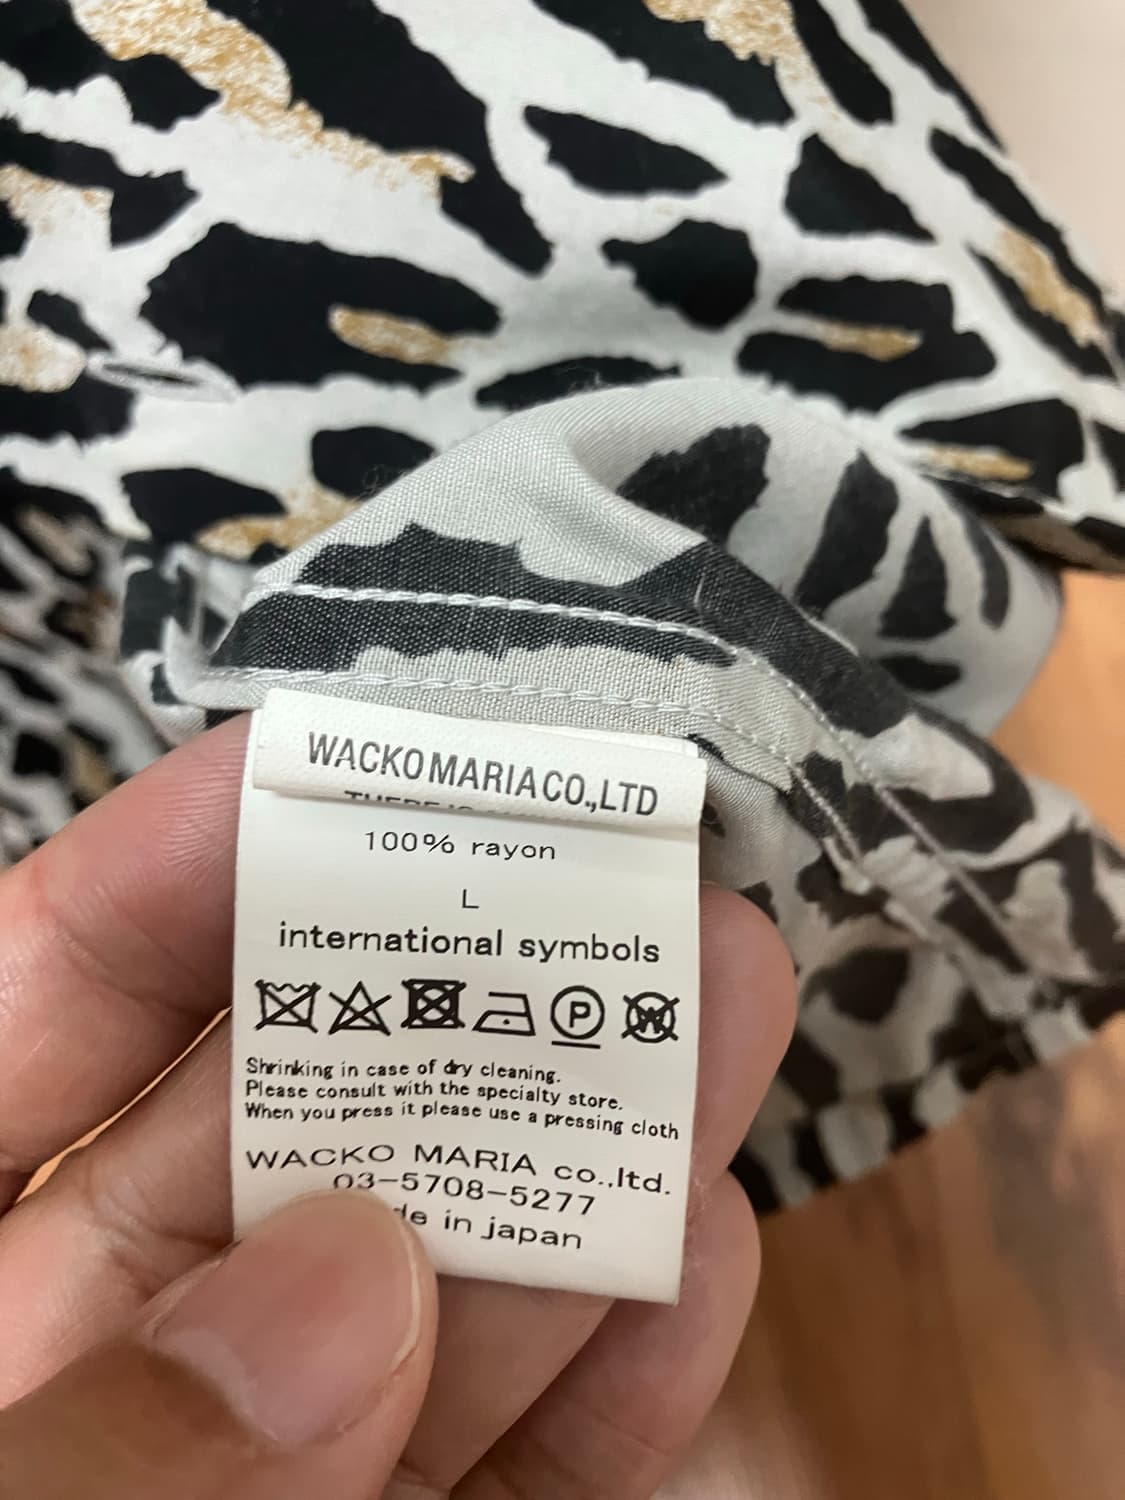 WACKO MARIA CO.,LTD
100% rayon
L
international symbols
P W
Shrinking in case of dry cleaning.
Please consult with the specialty store.
When you press it please use a pressing cloth
WACKO MARIA co.,ltd.
03-5708-5277
de in japan